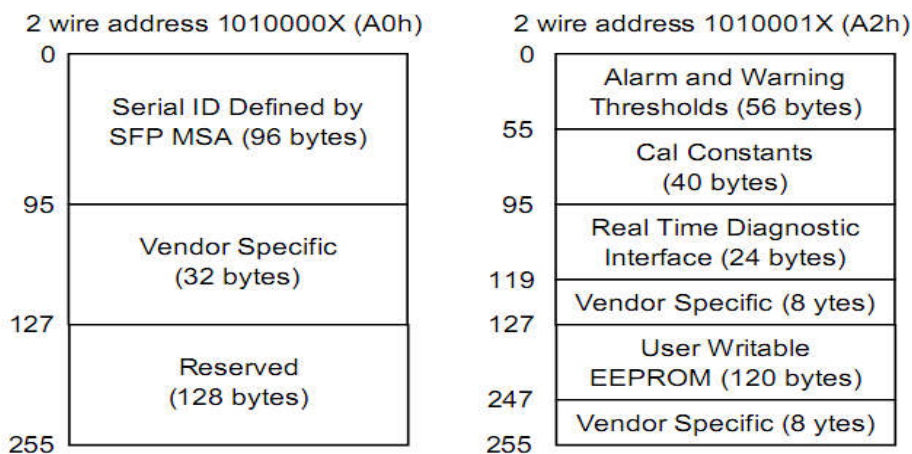 2 wire address 1010000X (A0h)
0
Serial ID Defined by
SFP MSA (96 bytes)
95
Vendor Specific
(32 bytes)
127
Reserved
(128 bytes)
255
2 wire address 1010001X (A2h)
0
Alarm and Warning
Thresholds (56 bytes)
55
Cal Constants
(40 bytes)
95
Real Time Diagnostic
Interface (24 bytes)
119
Vendor Specific (8 ytes)
127
User Writable
EEPROM (120 bytes)
247
Vendor Specific (8 ytes)
255